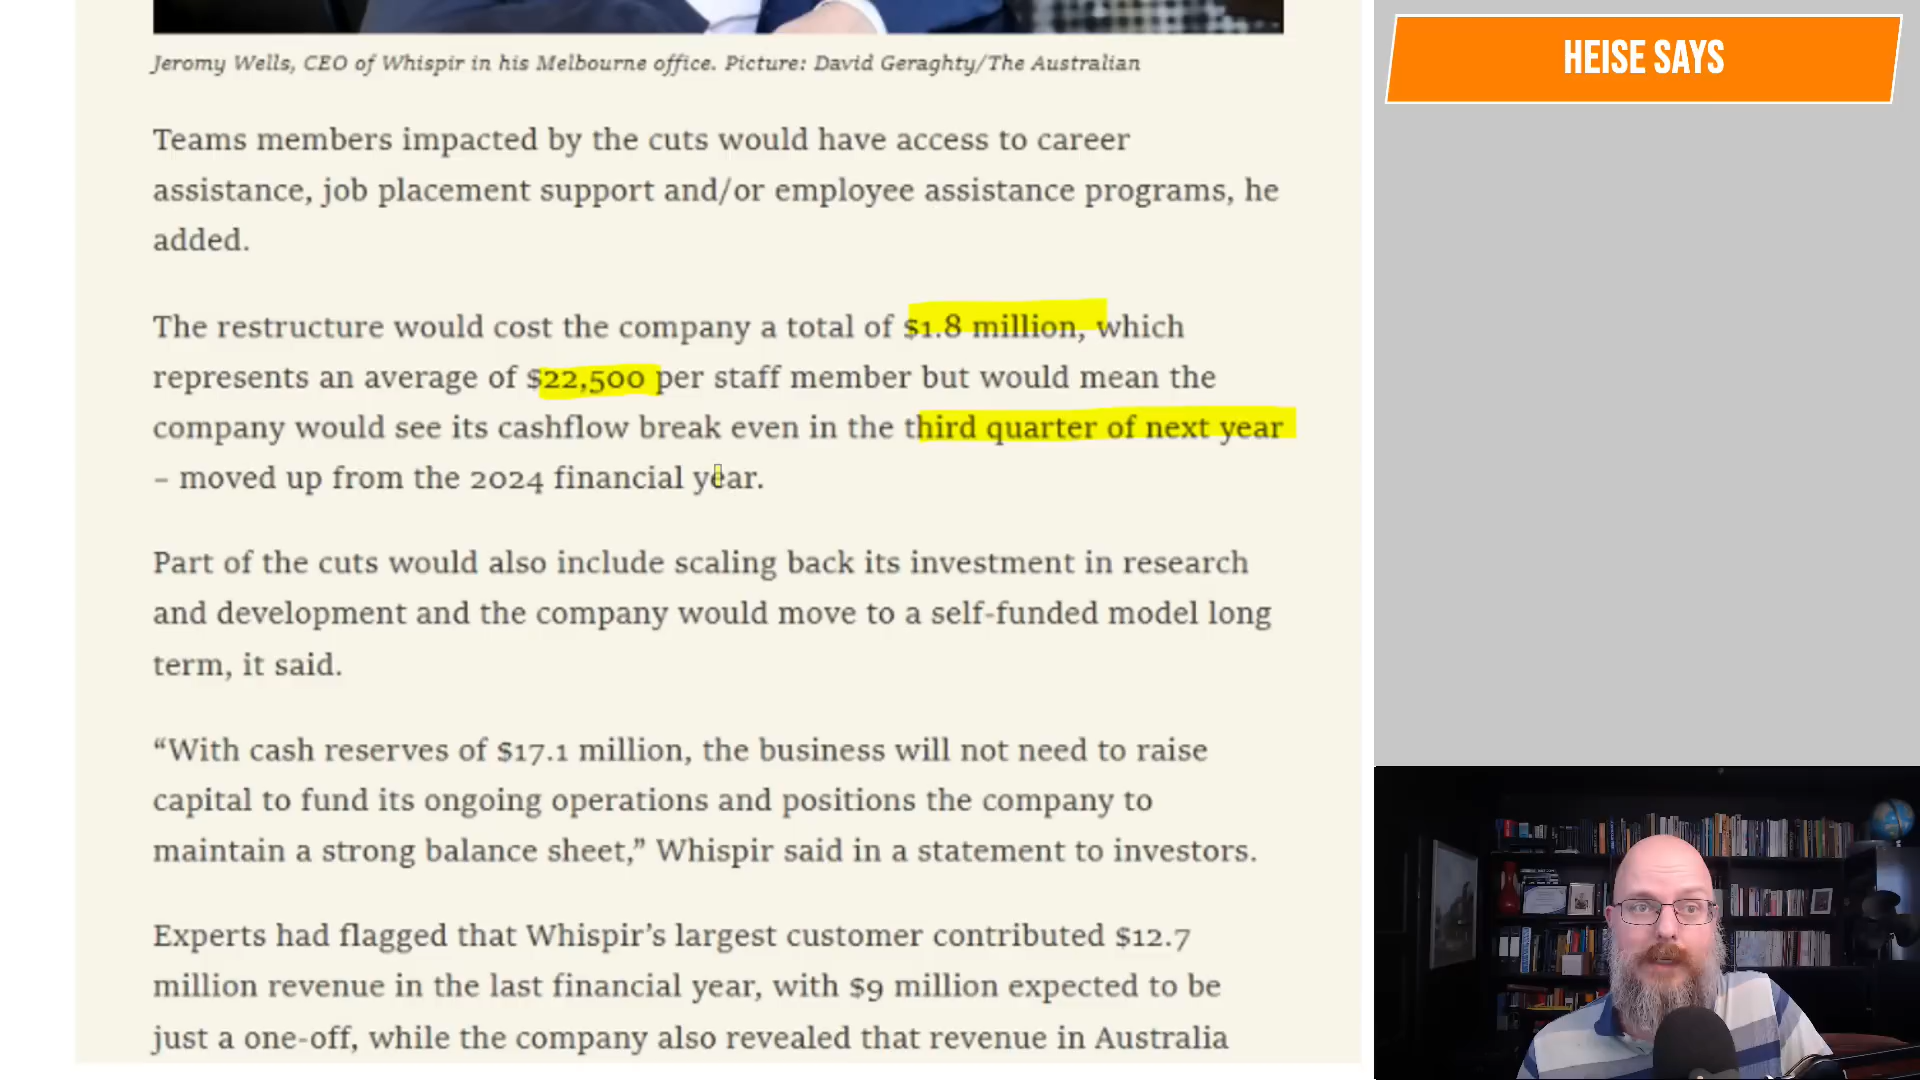 Jeromy Wells, CEO of Whispir in his Melbourne office. Picture: David Geraghty/The Australian
HEISE SAYS
Teams members impacted by the cuts would have access to career
assistance, job placement support and/or employee assistance programs, he
added.
The restructure would cost the company a total of $1.8 million, which
represents an average of $22,500 per staff member but would mean the
company would see its cashflow break even in the third quarter of next year
– moved up from the 2024 financial year.
Part of the cuts would also include scaling back its investment in research
and development and the company would move to a self-funded model long
term, it said.
“With cash reserves of $17.1 million, the business will not need to raise
capital to fund its ongoing operations and positions the company to
maintain a strong balance sheet,” Whispir said in a statement to investors.
Experts had flagged that Whispir’s largest customer contributed $12.7
million revenue in the last financial year, with $9 million expected to be
just a one-off, while the company also revealed that revenue in Australia